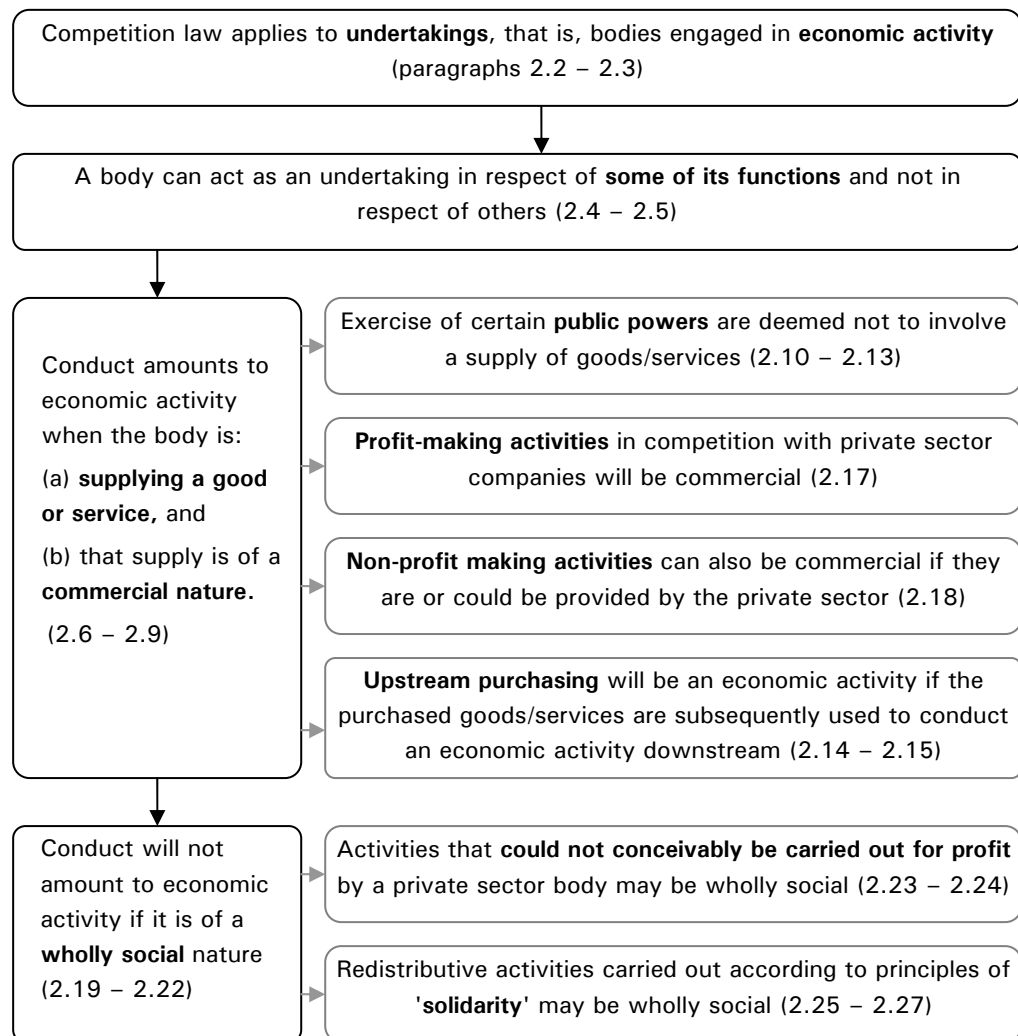 Competition law applies to undertakings, that is, bodies engaged in economic activity
(paragraphs 2.2 – 2.3)
A body can act as an undertaking in respect of some of its functions and not in
respect of others (2.4 – 2.5)
Conduct amounts to
economic activity
when the body is:
(a) supplying a good
or service, and
(b) that supply is of a
commercial nature.
(2.6 – 2.9)
Exercise of certain public powers are deemed not to involve
a supply of goods/services (2.10 – 2.13)
Profit-making activities in competition with private sector
companies will be commercial (2.17)
Non-profit making activities can also be commercial if they
are or could be provided by the private sector (2.18)
Upstream purchasing will be an economic activity if the
purchased goods/services are subsequently used to conduct
an economic activity downstream (2.14 – 2.15)
Conduct will not
amount to economic
activity if it is of a
wholly social nature
(2.19 – 2.22)
Activities that could not conceivably be carried out for profit
by a private sector body may be wholly social (2.23 – 2.24)
Redistributive activities carried out according to principles of
'solidarity' may be wholly social (2.25 – 2.27)